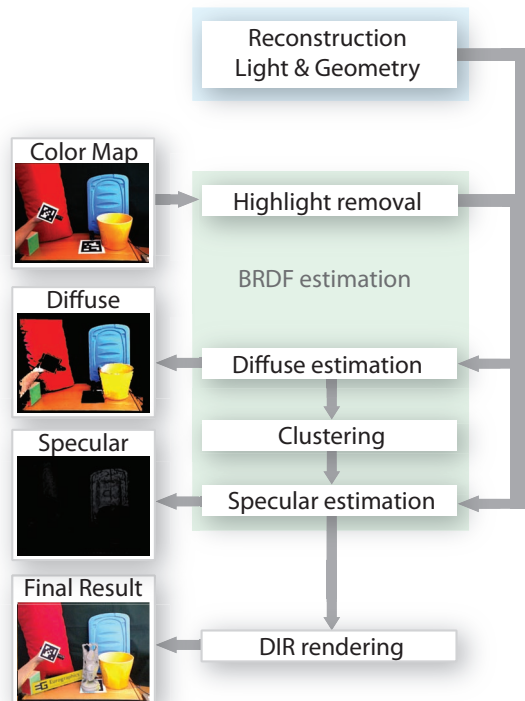 Reconstruction
Light & Geometry
Color Map
Highlight removal
BRDF estimation
Diffuse
Diffuse estimation
Clustering
Specular
Specular estimation
Final Result
DIR rendering